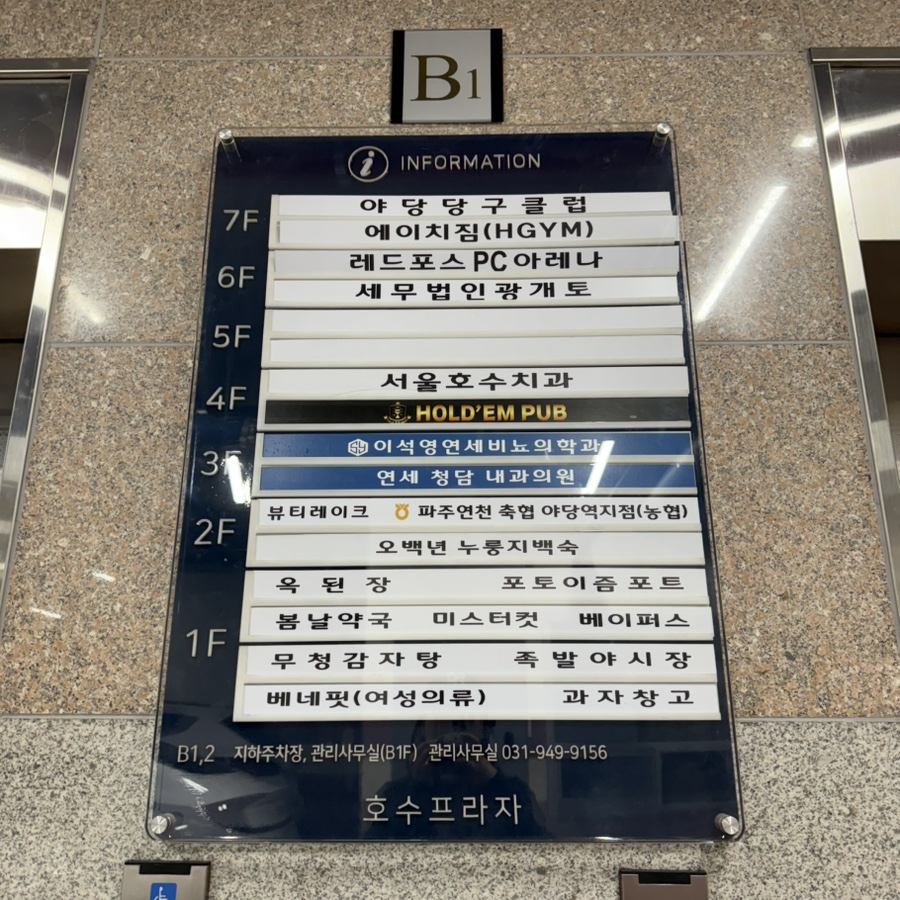 B1
INFORMATION
7F
야당당구클럽
에이치짐(HGYM)
6F
레드포스PC아레나
세무법인광개토
5F
4F
서울호수치과
HOLD'EM PUB
3F
이석영연세비뇨의학과
연세 청담 내과의원
2F
뷰티레이크 파주연천 축협 야당역지점(농협)
오백년 누룽지백숙
1F
옥된장 포토이즘포트
봄날약국 미스터컷 베이퍼스
무청감자탕 족발야시장
베네핏(여성의류) 과자창고
B1,2 지하주차장, 관리사무실(B1F) 관리사무실 031-949-9156
호수프라자